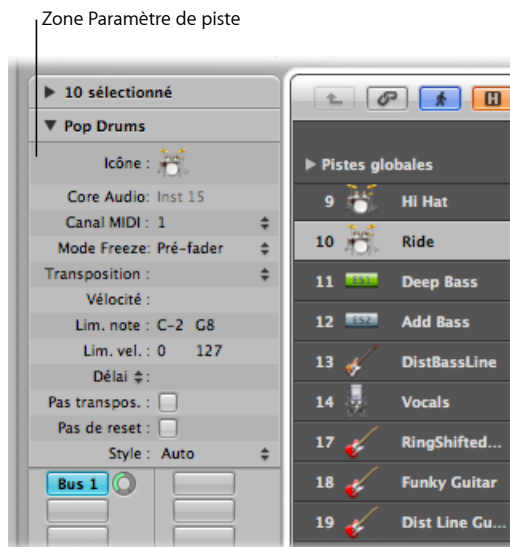 Zone Paramètre de piste
10 sélectionné
Pop Drums
Icône :
Core Audio: Inst 15
Canal MIDI : 1
Mode Freeze: Pré-fader
Transposition :
Vélocité :
Lim. note : C-2 G8
Lim. vel. : 0 127
Délai :
Pas transpos. :
Pas de reset :
Style : Auto
Bus 1
H
Pistes globales
9 Hi Hat
10 Ride
11 ES1 Deep Bass
12 ES2 Add Bass
13 DistBassLine
14 Vocals
17 RingShifted...
18 Funky Guitar
19 Dist Line Gu...